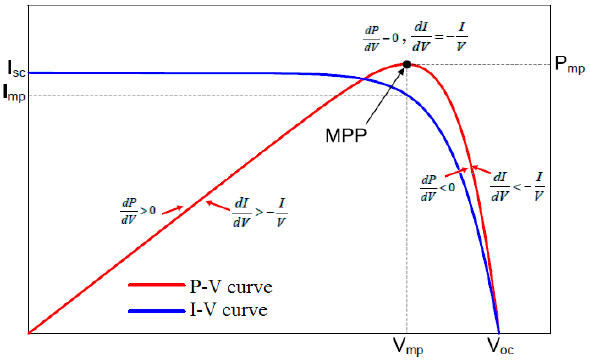 dP/dV=0 , dI/dV=-I/V
Isc
Pmp
Imp
MPP
dP/dV>0
dI/dV>-I/V
dP/dV<0
dI/dV<-I/V
P-V curve
I-V curve
Vmp
Voc